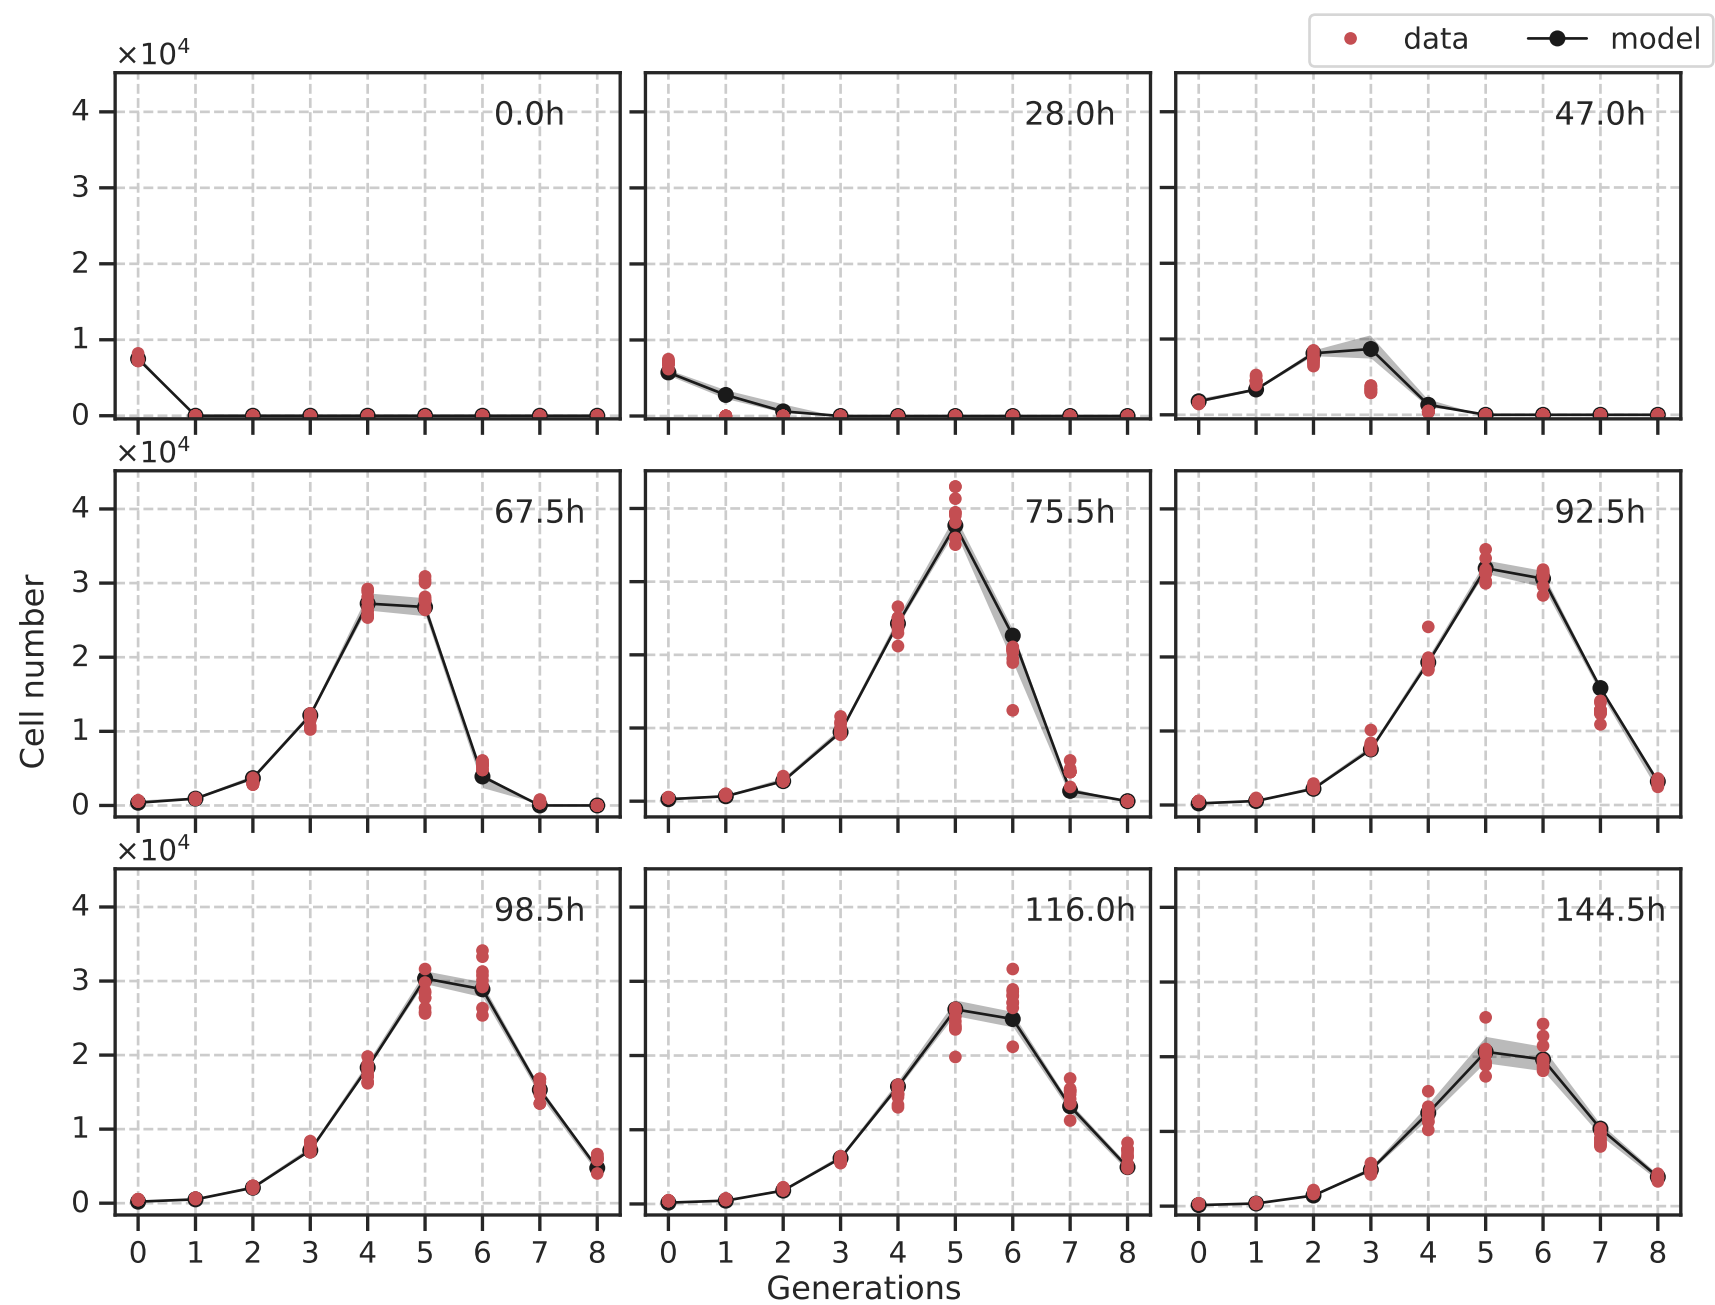 data model
×10⁴
4
3
2
1
0
0.0h
28.0h
47.0h
×10⁴
4
3
2
1
0
67.5h
75.5h
92.5h
Cell number
×10⁴
4
3
2
1
0
98.5h
116.0h
144.5h
0 1 2 3 4 5 6 7 8
0 1 2 3 4 5 6 7 8
0 1 2 3 4 5 6 7 8
Generations